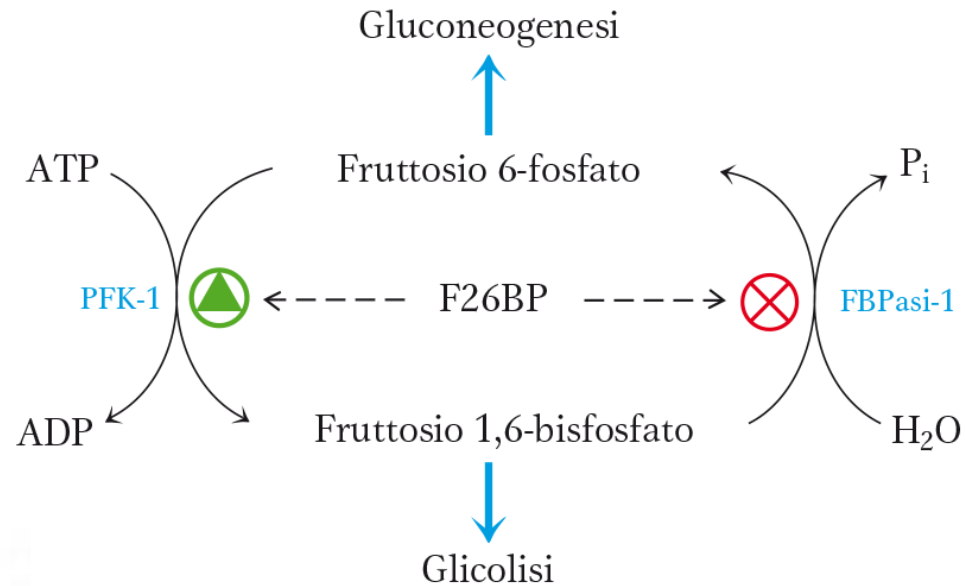 Gluconeogenesi
ATP
Fruttosio 6-fosfato
Pᵢ
PFK-1
F26BP
FBPasi-1
ADP
Fruttosio 1,6-bisfosfato
H₂O
Glicolisi